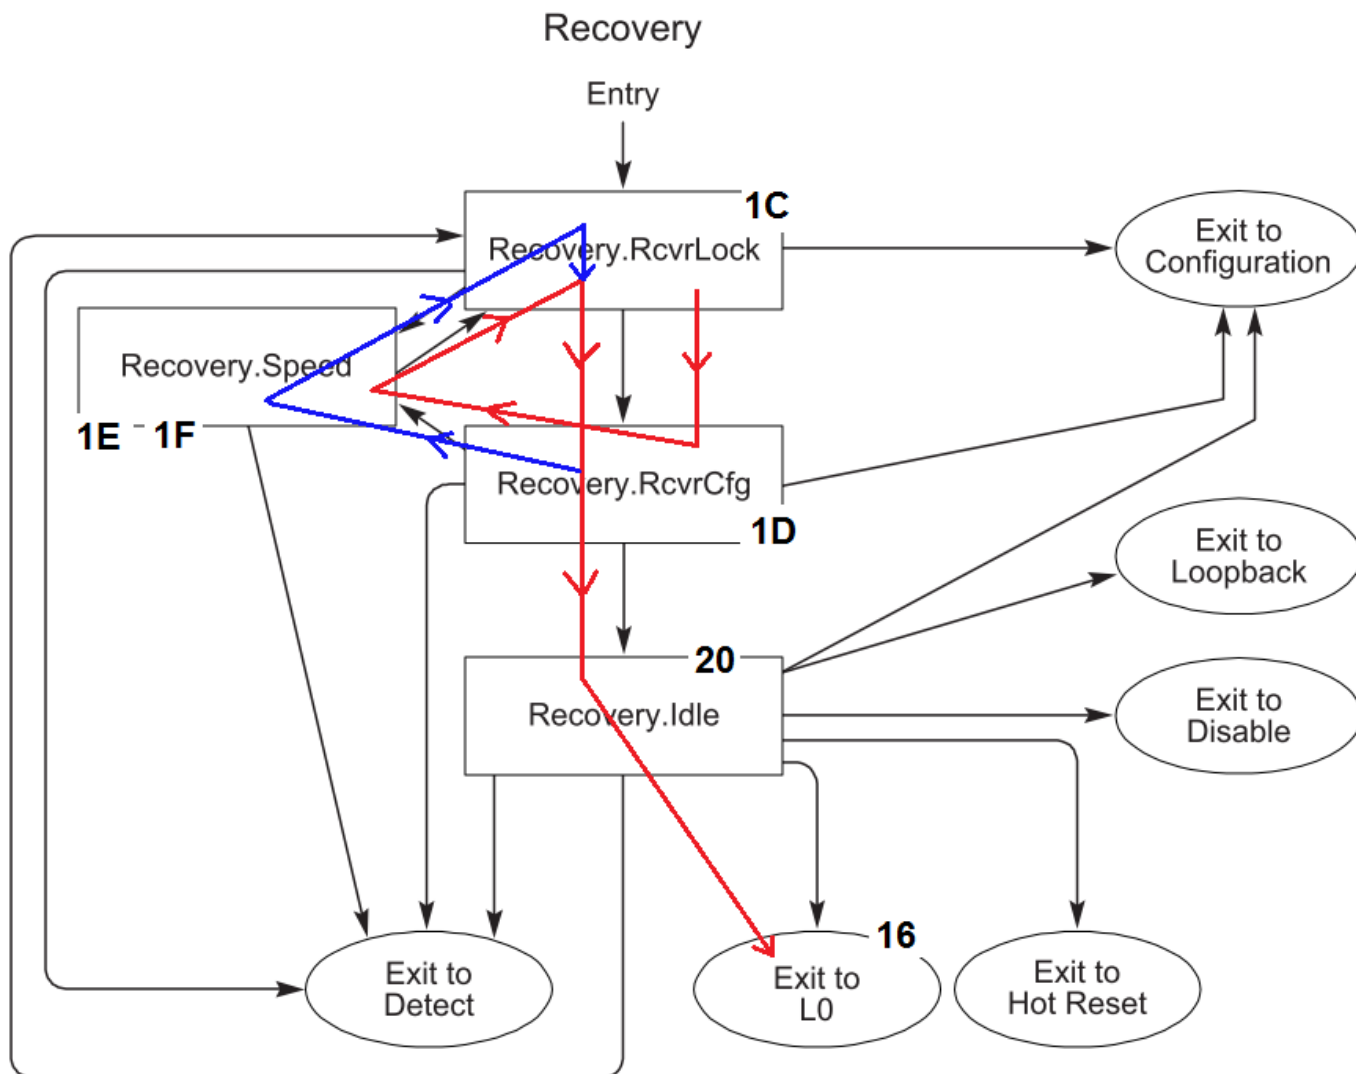 Recovery
Entry
1C
Recovery.RcvrLock
Exit to
Configuration
Recovery.Speed
1E 1F
Recovery.RcvrCfg
1D
Exit to
Loopback
20
Recovery.Idle
Exit to
Disable
16
Exit to
Detect
Exit to
L0
Exit to
Hot Reset